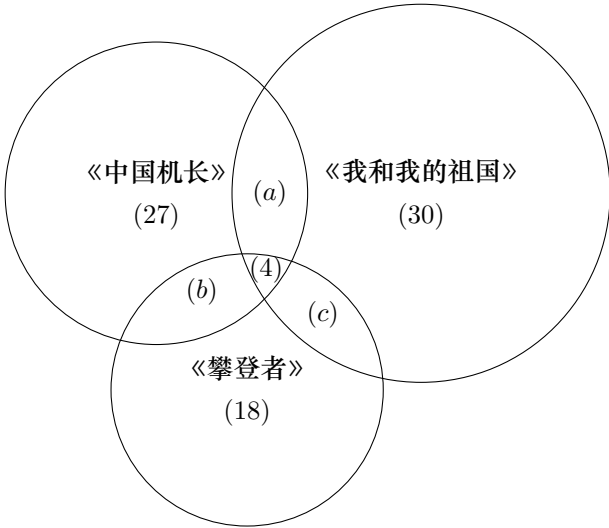 《中国机长》
(27)
(a)
《我和我的祖国》
(30)
(b)
(4)
(c)
《攀登者》
(18)